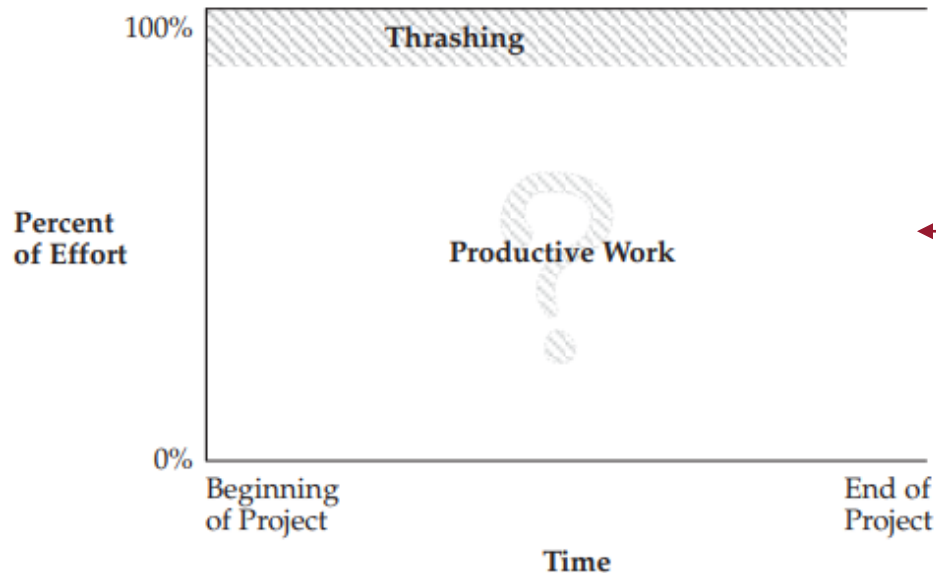 100%
Thrashing
Percent
of Effort
Productive Work
?
0%
Beginning
of Project
End of
Project
Time